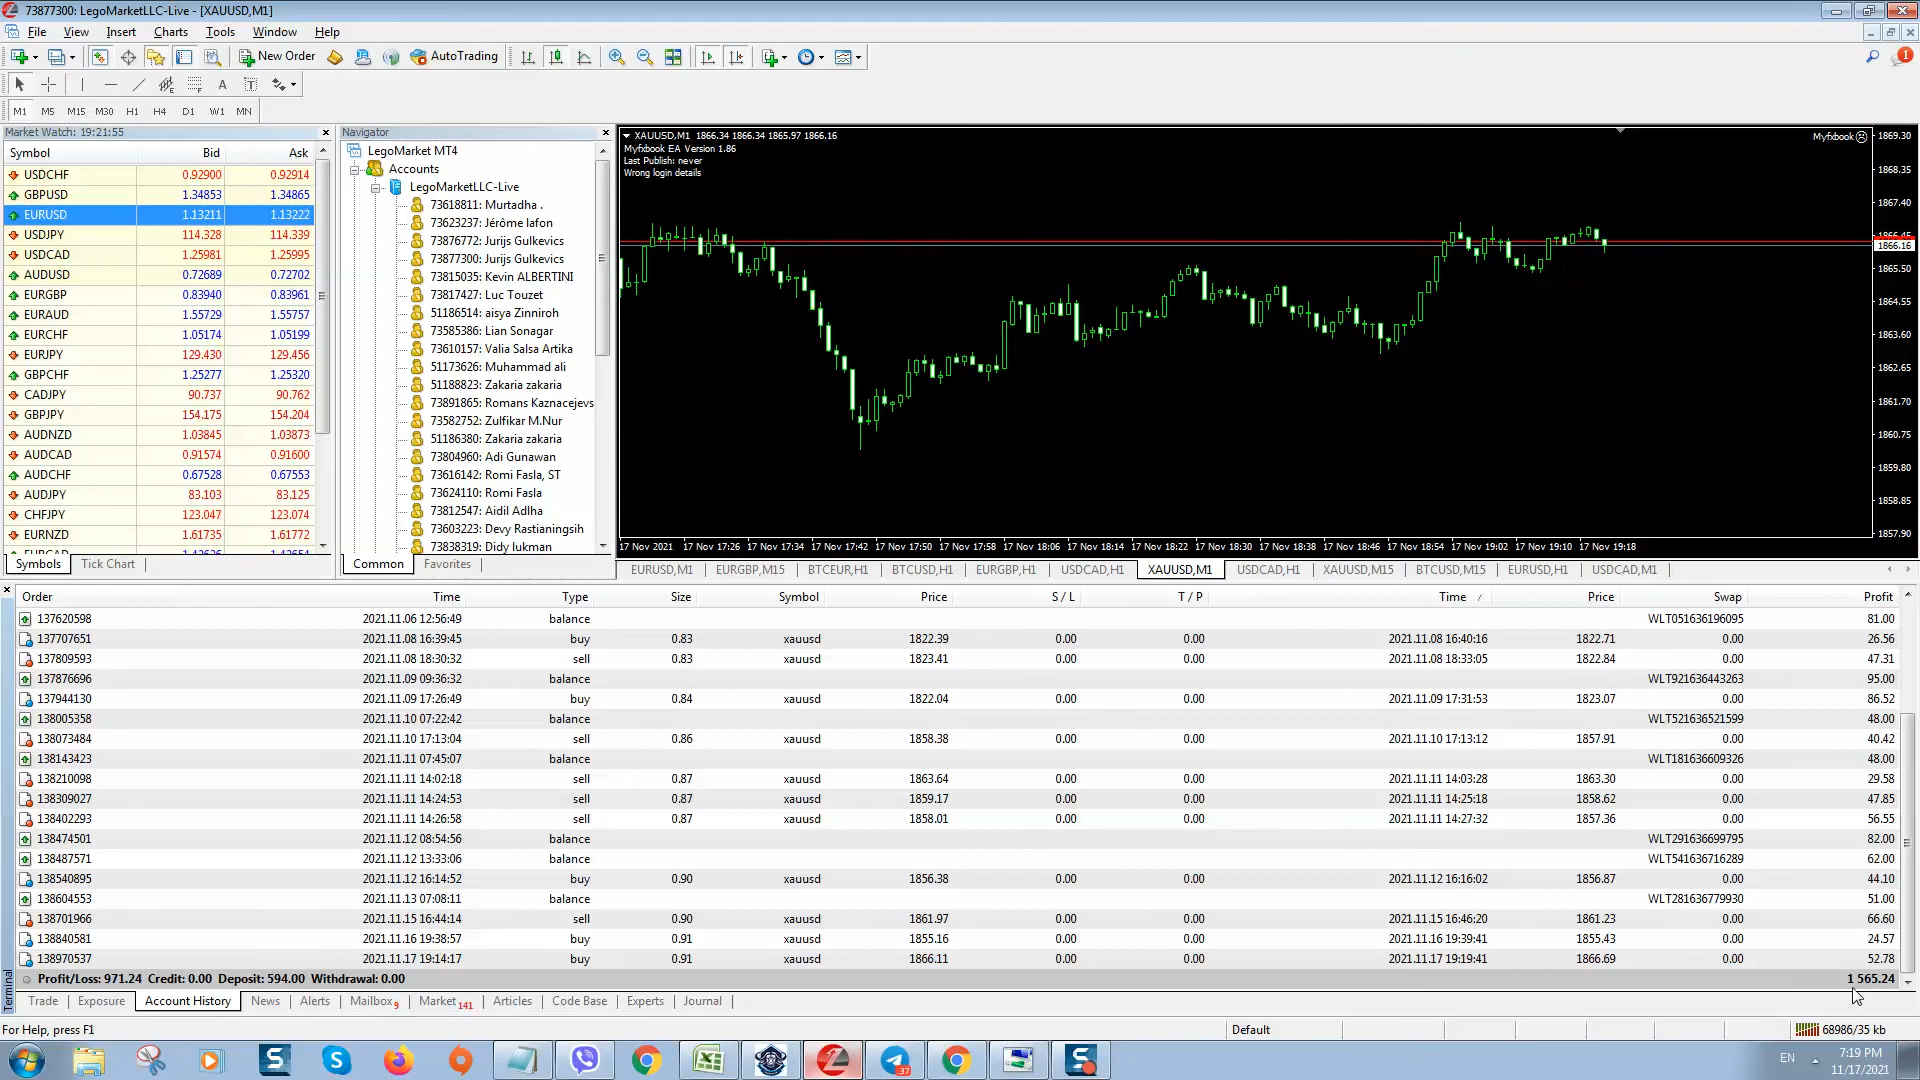 73877300: LegoMarketLLC-Live - [XAUUSD,M1]
File View Insert Charts Tools Window Help
New Order AutoTrading 1
A T
M1 M5 M15 M30 H1 H4 D1 W1 MN
Market Watch: 19:21:55
Symbol Bid Ask
USDCHF 0.92900 0.92914
GBPUSD 1.34853 1.34865
EURUSD 1.13211 1.13222
USDJPY 114.328 114.339
USDCAD 1.25981 1.25995
AUDUSD 0.72689 0.72702
EURGBP 0.83940 0.83961
EURAUD 1.55729 1.55757
EURCHF 1.05174 1.05199
EURJPY 129.430 129.456
GBPCHF 1.25277 1.25320
CADJPY 90.737 90.762
GBPJPY 154.175 154.204
AUDNZD 1.03845 1.03873
AUDCAD 0.91574 0.91600
AUDCHF 0.67528 0.67553
AUDJPY 83.103 83.125
CHFJPY 123.047 123.074
EURNZD 1.61735 1.61772
Symbols Tick Chart
Navigator
LegoMarket MT4
Accounts
LegoMarketLLC-Live
73618811: Murtadha .
73623237: Jérôme lafon
73876772: Jurijs Gulkevics
73877300: Jurijs Gulkevics
73815035: Kevin ALBERTINI
73817427: Luc Touzet
51186514: aisya Zinniroh
73585386: Lian Sonagar
73610157: Valia Salsa Artika
51173626: Muhammad ali
51188823: Zakaria zakaria
73891865: Romans Kaznacejevs
73582752: Zulfikar M.Nur
51186380: Zakaria zakaria
73804960: Adi Gunawan
73616142: Romi Fasla, ST
73624110: Romi Fasla
73812547: Aidil Adlha
73603223: Devy Rastianingsih
73838319: Didy lukman
Common Favorites
XAUUSD,M1 1866.34 1866.34 1865.97 1866.16
Myfxbook EA Version 1.86
Last Publish: never
Wrong login details
Myfxbook
1869.30
1868.35
1867.40
1866.16
1865.50
1864.55
1863.60
1862.65
1861.70
1860.75
1859.80
1858.85
1857.90
17 Nov 2021 17 Nov 17:26 17 Nov 17:34 17 Nov 17:42 17 Nov 17:50 17 Nov 17:58 17 Nov 18:06 17 Nov 18:14 17 Nov 18:22 17 Nov 18:30 17 Nov 18:38 17 Nov 18:46 17 Nov 18:54 17 Nov 19:02 17 Nov 19:10 17 Nov 19:18
EURUSD,M1 EURGBP,M15 BTCEUR,H1 BTCUSD,H1 EURGBP,H1 USDCAD,H1 XAUUSD,M1 USDCAD,H1 XAUUSD,M15 BTCUSD,M15 EURUSD,H1 USDCAD,M1
Order Time Type Size Symbol Price S / L T / P Time / Price Swap Profit
137620598 2021.11.06 12:56:49 balance WLT051636196095 81.00
137707651 2021.11.08 16:39:45 buy 0.83 xauusd 1822.39 0.00 0.00 2021.11.08 16:40:16 1822.71 0.00 26.56
137809593 2021.11.08 18:30:32 sell 0.83 xauusd 1823.41 0.00 0.00 2021.11.08 18:33:05 1822.84 0.00 47.31
137876696 2021.11.09 09:36:32 balance WLT921636443263 95.00
137944130 2021.11.09 17:26:49 buy 0.84 xauusd 1822.04 0.00 0.00 2021.11.09 17:31:53 1823.07 0.00 86.52
138005358 2021.11.10 07:22:42 balance WLT521636521599 48.00
138073484 2021.11.10 17:13:04 sell 0.86 xauusd 1858.38 0.00 0.00 2021.11.10 17:13:12 1857.91 0.00 40.42
138143423 2021.11.11 07:45:07 balance WLT181636609326 48.00
138210098 2021.11.11 14:02:18 sell 0.87 xauusd 1863.64 0.00 0.00 2021.11.11 14:03:28 1863.30 0.00 29.58
138309027 2021.11.11 14:24:53 sell 0.87 xauusd 1859.17 0.00 0.00 2021.11.11 14:25:18 1858.62 0.00 47.85
138402293 2021.11.11 14:26:58 sell 0.87 xauusd 1858.01 0.00 0.00 2021.11.11 14:27:32 1857.36 0.00 56.55
138474501 2021.11.12 08:54:56 balance WLT291636699795 82.00
138487571 2021.11.12 13:33:06 balance WLT541636716289 62.00
138540895 2021.11.12 16:14:52 buy 0.90 xauusd 1856.38 0.00 0.00 2021.11.12 16:16:02 1856.87 0.00 44.10
138604553 2021.11.13 07:08:11 balance WLT281636779930 51.00
138701966 2021.11.15 16:44:14 sell 0.90 xauusd 1861.97 0.00 0.00 2021.11.15 16:46:20 1861.23 0.00 66.60
138840581 2021.11.16 19:38:57 buy 0.91 xauusd 1855.16 0.00 0.00 2021.11.16 19:39:41 1855.43 0.00 24.57
138970537 2021.11.17 19:14:17 buy 0.91 xauusd 1866.11 0.00 0.00 2021.11.17 19:19:41 1866.69 0.00 52.78
Profit/Loss: 971.24 Credit: 0.00 Deposit: 594.00 Withdrawal: 0.00 1 565.24
Terminal
Trade Exposure Account History News Alerts Mailbox 9 Market 141 Articles Code Base Experts Journal
For Help, press F1 Default 68986/35 kb
37 EN 7:19 PM
11/17/2021